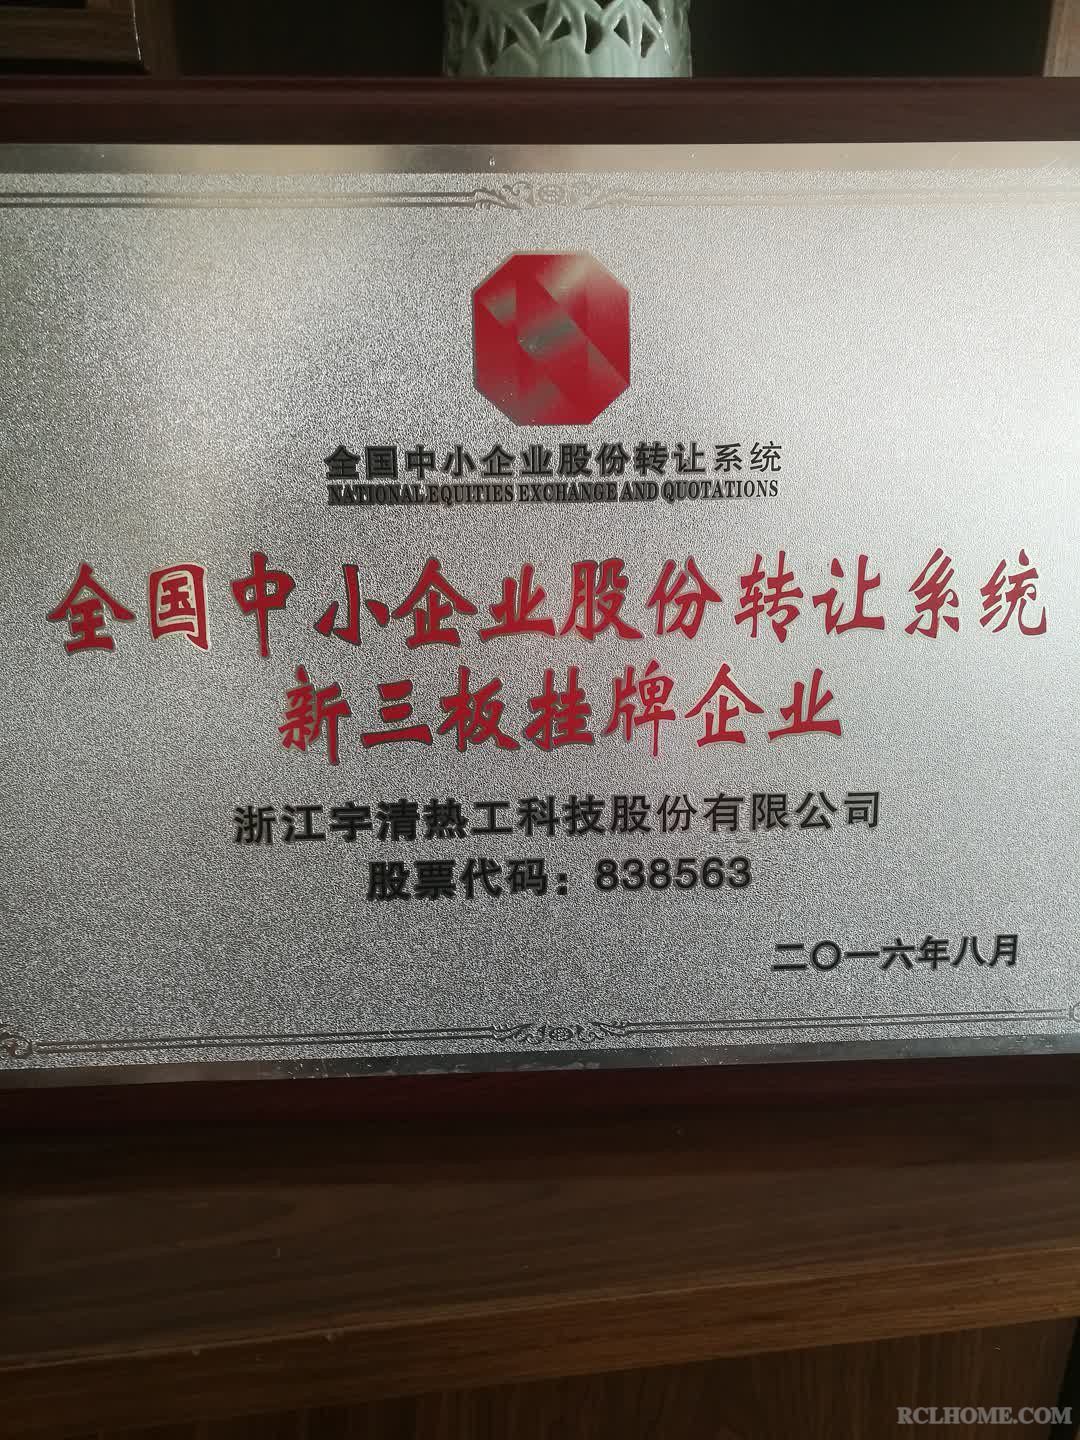 全国中小企业股份转让系统
NATIONAL EQUITIES EXCHANGE AND QUOTATIONS
全国中小企业股份转让系统
新三板挂牌企业
浙江宇清热工科技股份有限公司
股票代码：838563
二〇一六年八月
RCLHOME.COM